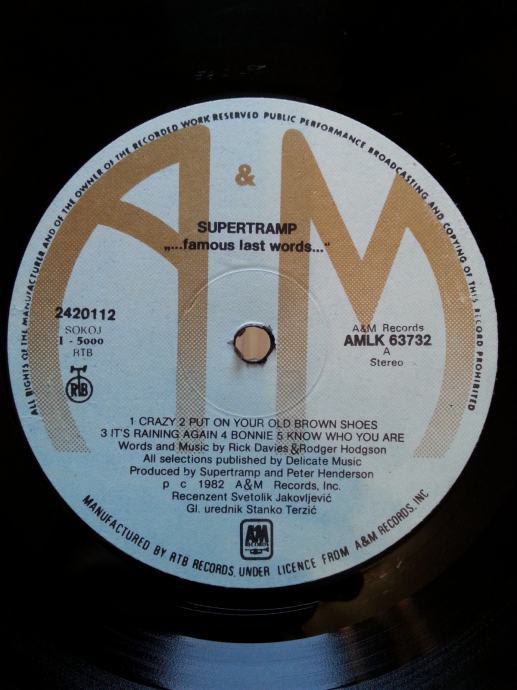 ALL RIGHTS OF THE MANUFACTURER AND OF THE OWNER OF THE RECORDED WORK RESERVED PUBLIC PERFORMANCE BROADCASTING AND COPYING OF THIS RECORD PROHIBITED
A & M
SUPERTRAMP
„...famous last words..."
2420112
SOKOJ
I - 5000
RTB
RTB
A&M Records
AMLK 63732
A
Stereo
1 CRAZY 2 PUT ON YOUR OLD BROWN SHOES
3 IT'S RAINING AGAIN 4 BONNIE 5 KNOW WHO YOU ARE
Words and Music by Rick Davies & Rodger Hodgson
All selections published by Delicate Music
Produced by Supertramp and Peter Henderson
p c 1982 A&M Records, Inc.
Recenzent Svetolik Jakovljević
Gl. urednik Stanko Terzić
A&M
RECORDS
MANUFACTURED BY RTB RECORDS, UNDER LICENCE FROM A&M RECORDS, INC